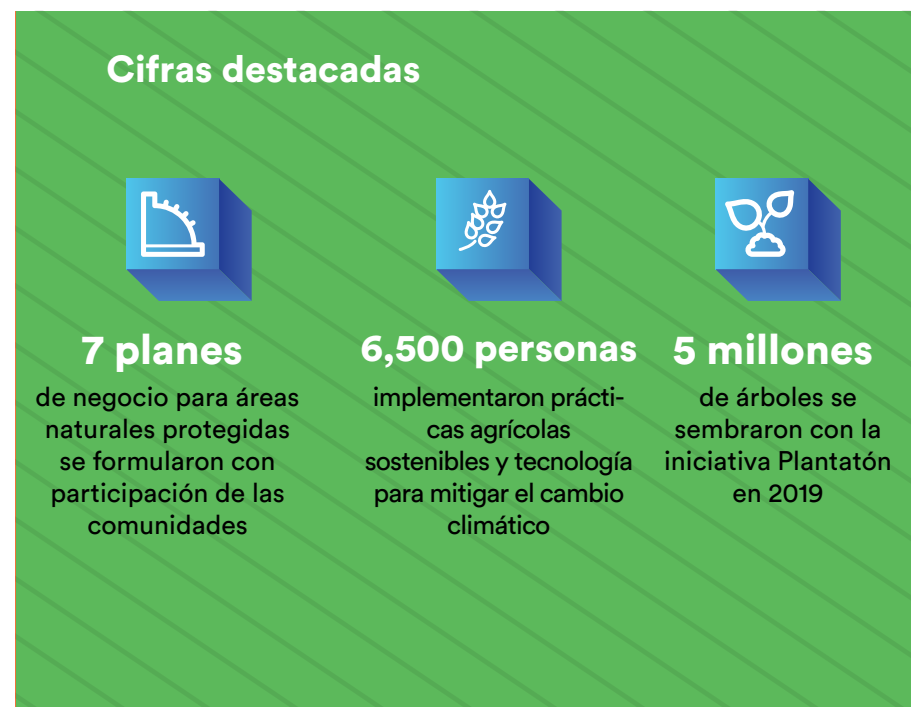 Cifras destacadas
7 planes
de negocio para áreas
naturales protegidas
se formularon con
participación de las
comunidades
6,500 personas
implementaron prácti-
cas agrícolas
sostenibles y tecnología
para mitigar el cambio
climático
5 millones
de árboles se
sembraron con la
iniciativa Plantatón
en 2019